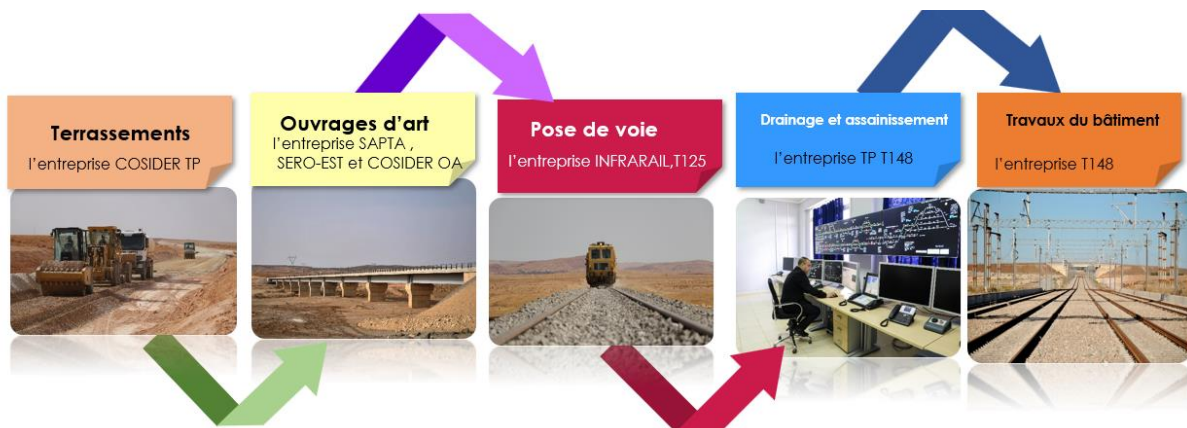 Terrassements
l'entreprise COSIDER TP
Ouvrages d'art
l'entreprise SAPTA ,
SERO-EST et COSIDER OA
Pose de voie
l'entreprise INFRARAIL,T125
Drainage et assainissement
l'entreprise TP T148
Travaux du bâtiment
l'entreprise T148